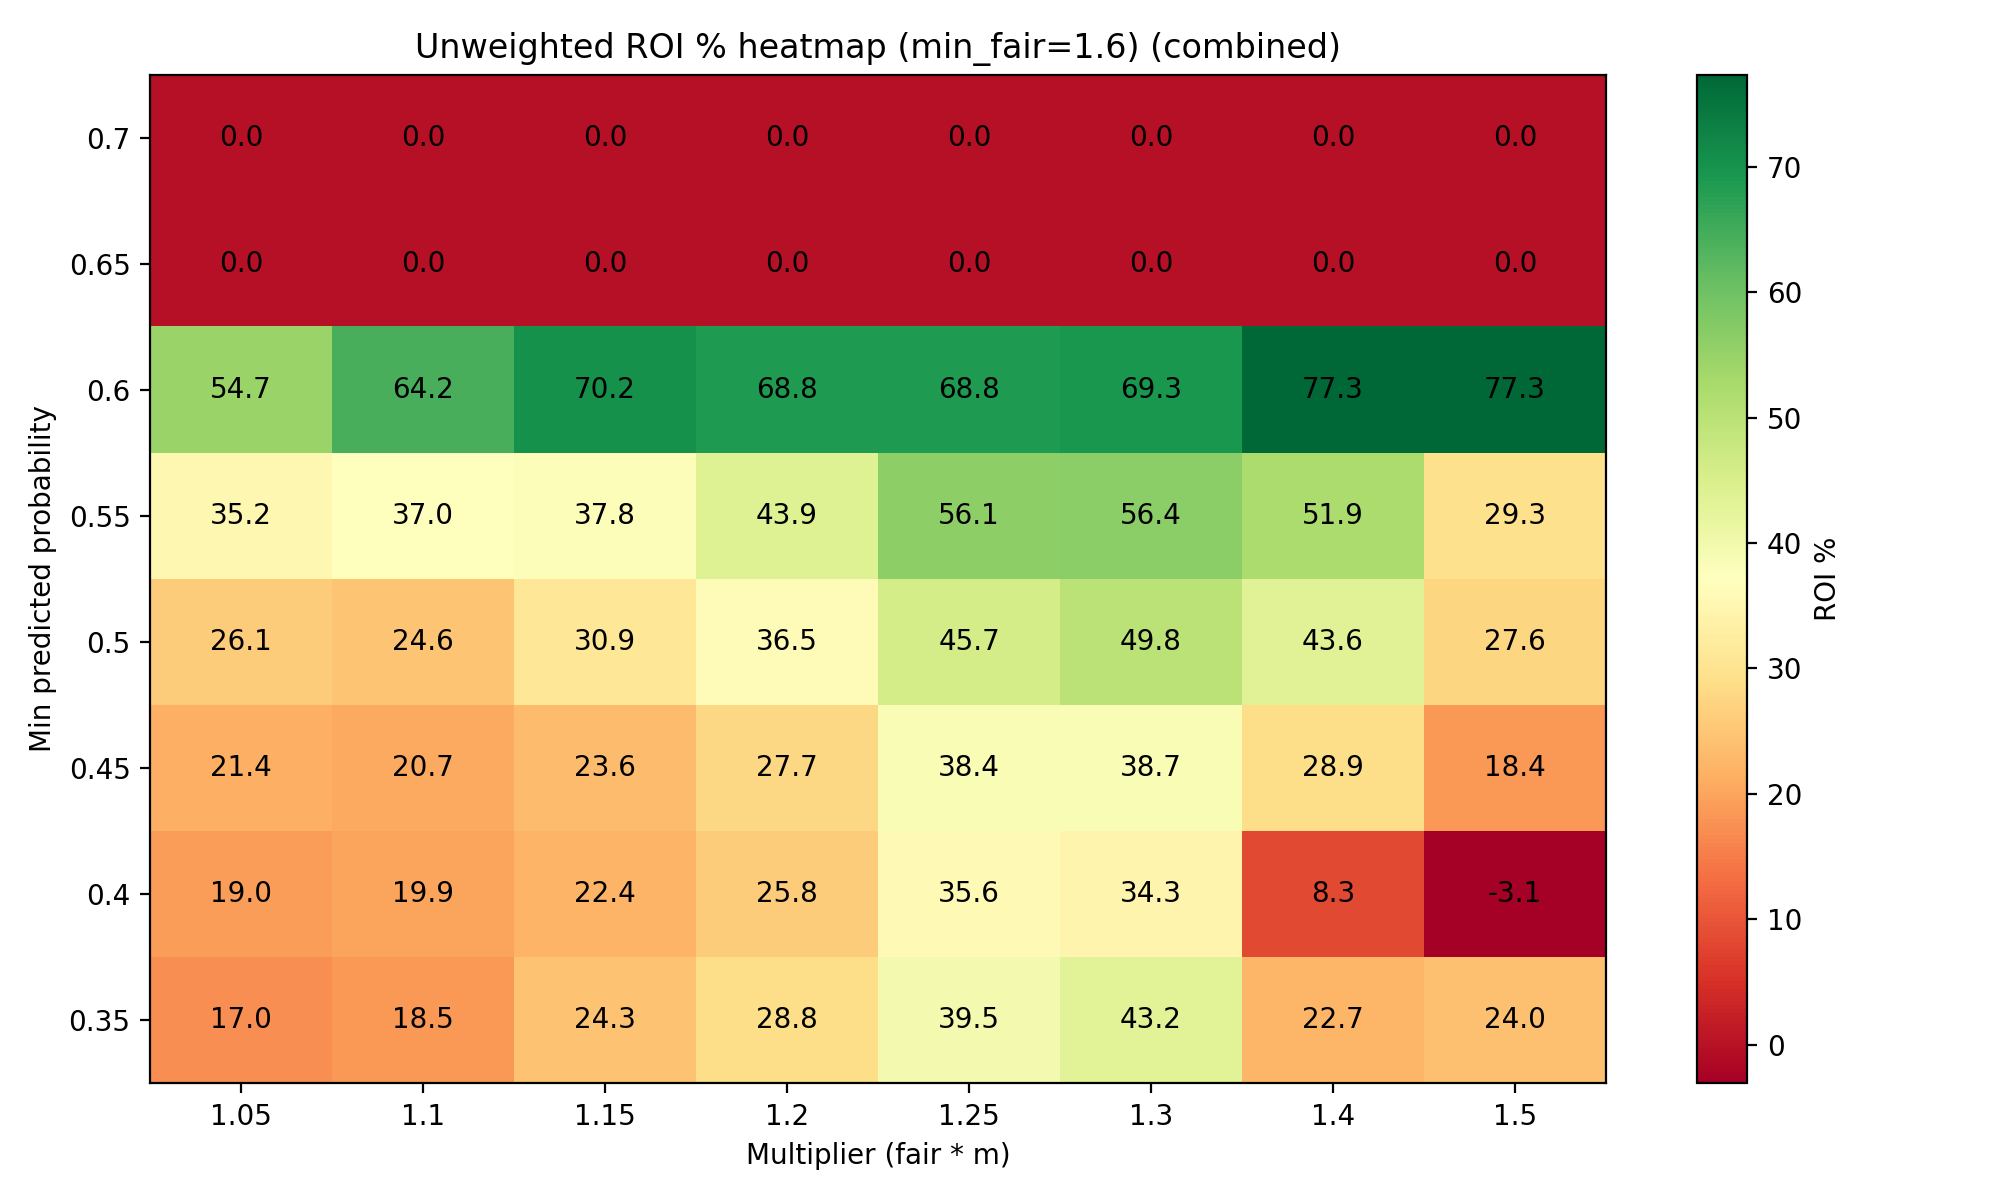 Unweighted ROI % heatmap (min_fair=1.6) (combined)
0.7 0.0 0.0 0.0 0.0 0.0 0.0 0.0 0.0
0.65 0.0 0.0 0.0 0.0 0.0 0.0 0.0 0.0
0.6 54.7 64.2 70.2 68.8 68.8 69.3 77.3 77.3
0.55 35.2 37.0 37.8 43.9 56.1 56.4 51.9 29.3
0.5 26.1 24.6 30.9 36.5 45.7 49.8 43.6 27.6
0.45 21.4 20.7 23.6 27.7 38.4 38.7 28.9 18.4
0.4 19.0 19.9 22.4 25.8 35.6 34.3 8.3 -3.1
0.35 17.0 18.5 24.3 28.8 39.5 43.2 22.7 24.0
1.05 1.1 1.15 1.2 1.25 1.3 1.4 1.5
Multiplier (fair * m)
Min predicted probability
70
60
50
40
30
20
10
0
ROI %